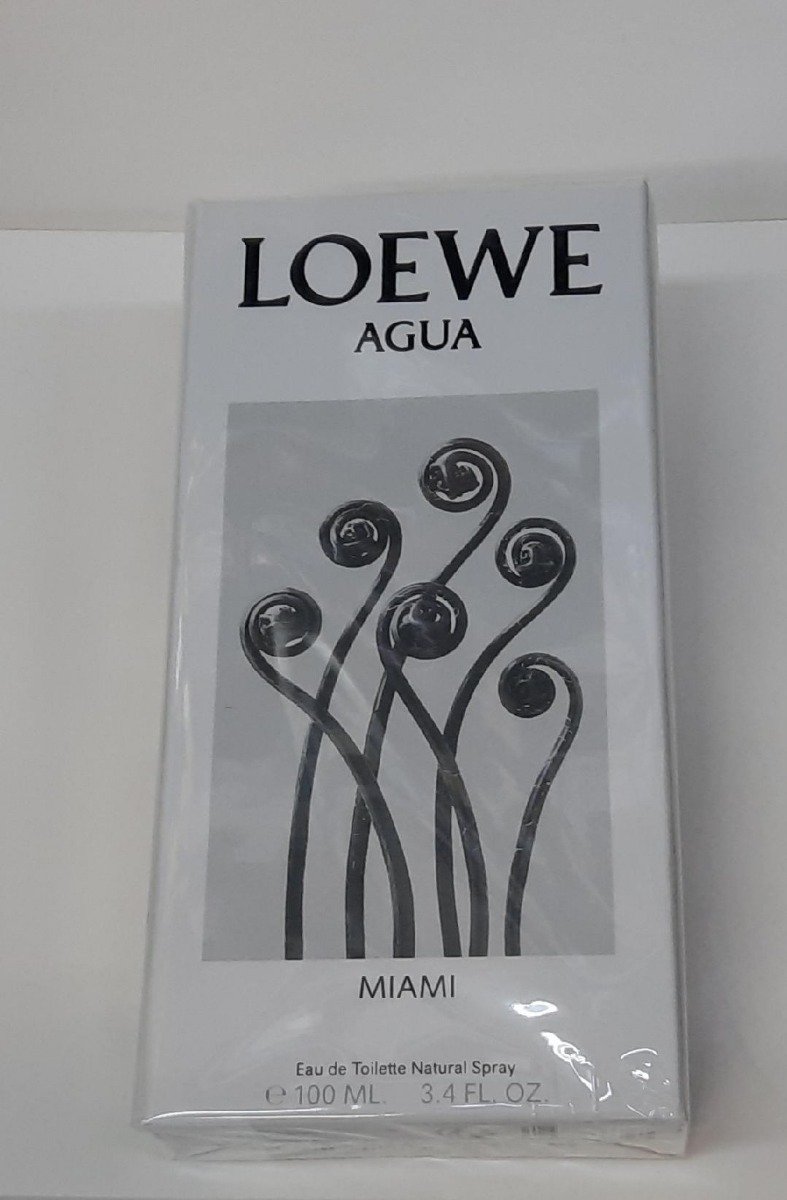 LOEWE
AGUA
MIAMI
Eau de Toilette Natural Spray
℮ 100 ML. 3.4 FL. OZ.